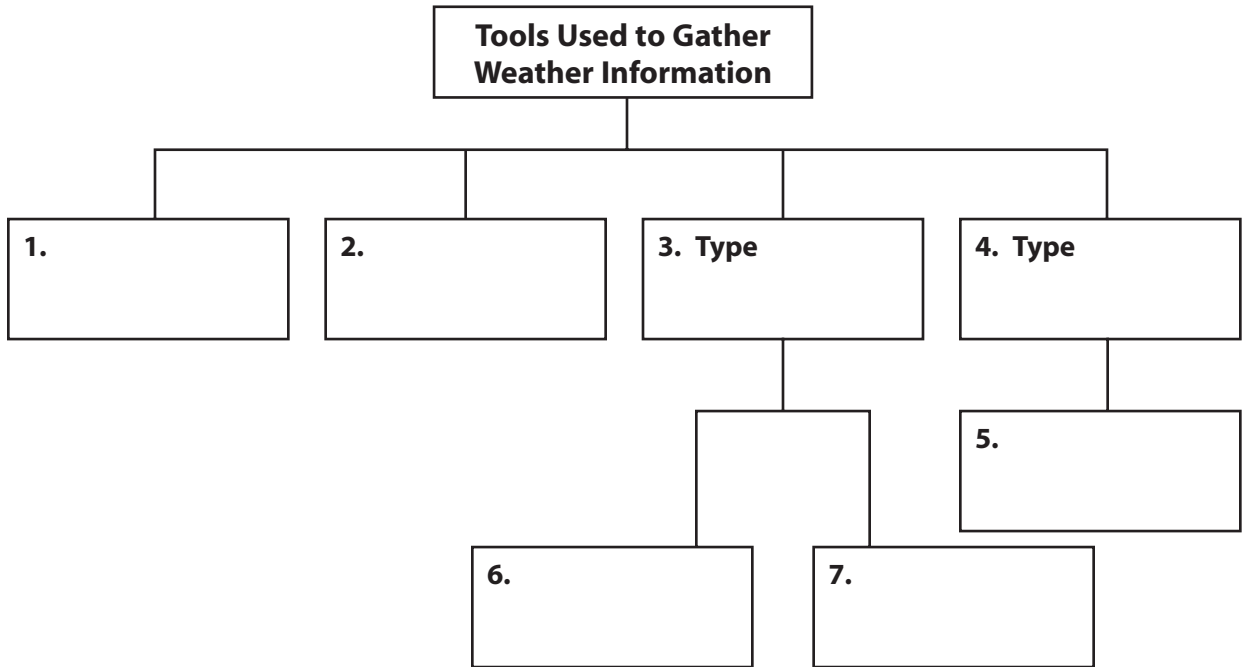 Tools Used to Gather
Weather Information
1.
2.
3. Type
4. Type
5.
6.
7.